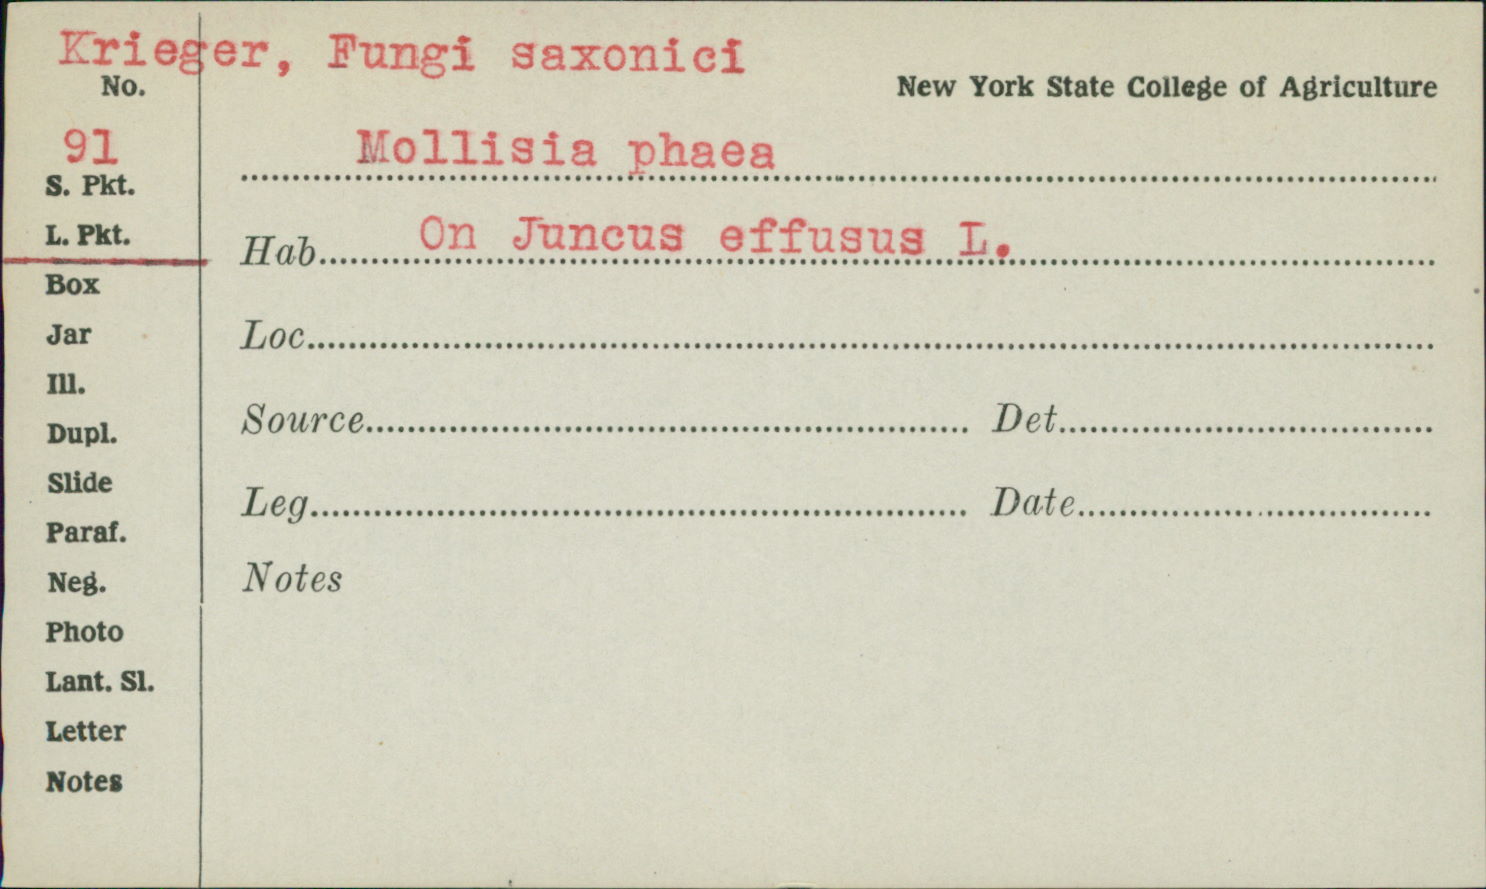 Krieger, Fungi saxonici
No.
New York State College of Agriculture
91
Mollisia phaea
S. Pkt.
L. Pkt.
Hab. On Juncus effusus L.
Box
Jar
Loc.
Ill.
Source Det.
Dupl.
Slide
Leg. Date
Paraf.
Neg.
Notes
Photo
Lant. Sl.
Letter
Notes